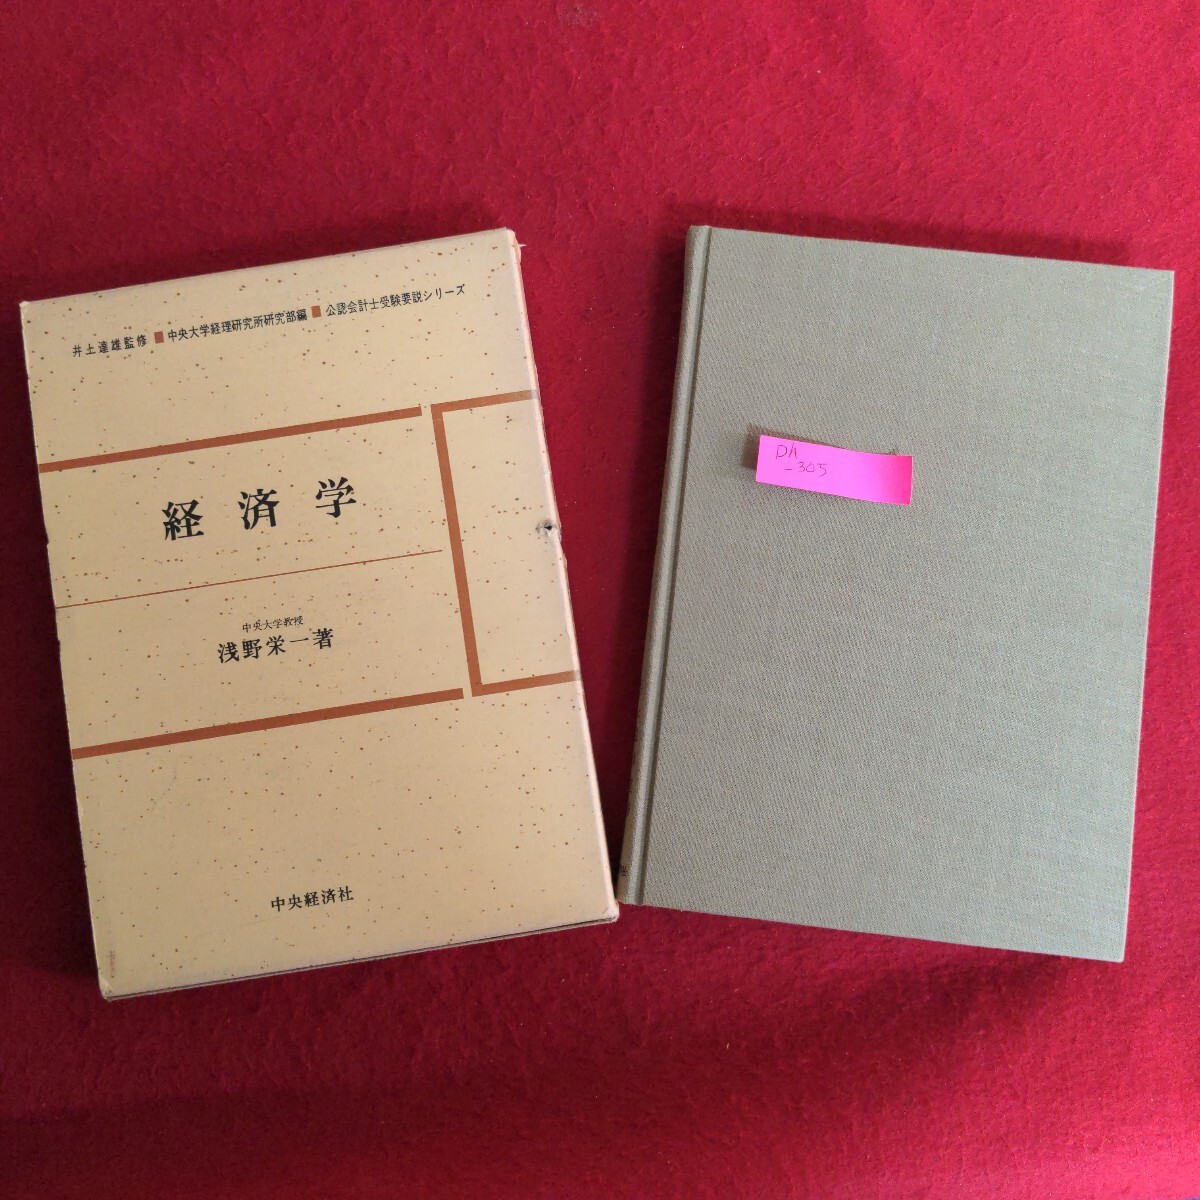 井上達雄監修■中央大学経理研究所研究部編■公認会計士受験要説シリーズ
経済学
中央大学教授
浅野栄一著
中央経済社
DA
-305